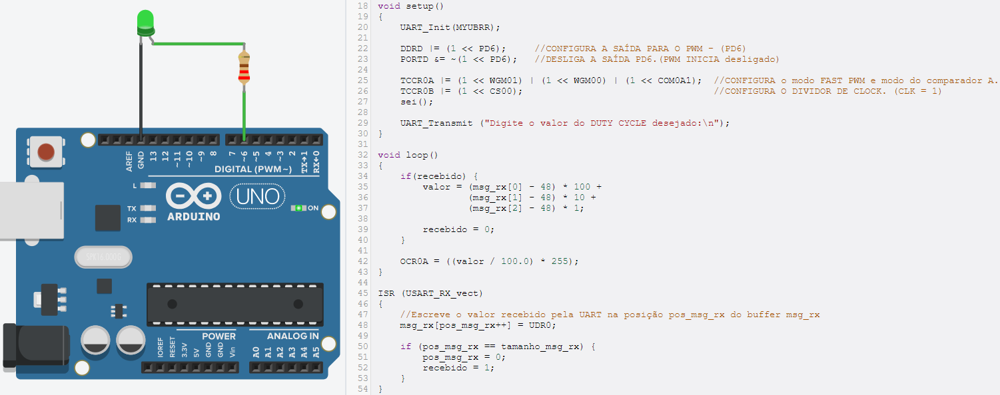 AREF
GND
13
12
~11
~10
~9
8
7
~6
~5
4
~3
2
TX→1
RX←0
DIGITAL (PWM~)
L
TX
RX
UNO
ARDUINO
ON
SPK16.000G
POWER
ANALOG IN
IOREF
RESET
3.3V
5V
GND
GND
Vin
A0
A1
A2
A3
A4
A5
18 void setup()
19 {
20     UART_Init(MYUBRR);
21
22     DDRD |= (1 << PD6);     //CONFIGURA A SAÍDA PARA O PWM - (PD6)
23     PORTD &= ~(1 << PD6);   //DESLIGA A SAÍDA PD6.(PWM INICIA desligado)
24
25     TCCR0A |= (1 << WGM01) | (1 << WGM00) | (1 << COM0A1);  //CONFIGURA o modo FAST PWM e modo do comparador A.
26     TCCR0B |= (1 << CS00);                                  //CONFIGURA O DIVIDOR DE CLOCK. (CLK = 1)
27     sei();
28
29     UART_Transmit ("Digite o valor do DUTY CYCLE desejado:\n");
30 }
31
32 void loop()
33 {
34     if(recebido) {
35         valor = (msg_rx[0] - 48) * 100 +
36                 (msg_rx[1] - 48) * 10 +
37                 (msg_rx[2] - 48) * 1;
38
39         recebido = 0;
40     }
41
42     OCR0A = ((valor / 100.0) * 255);
43 }
44
45 ISR (USART_RX_vect)
46 {
47     //Escreve o valor recebido pela UART na posição pos_msg_rx do buffer msg_rx
48     msg_rx[pos_msg_rx++] = UDR0;
49
50     if (pos_msg_rx == tamanho_msg_rx) {
51         pos_msg_rx = 0;
52         recebido = 1;
53     }
54 }